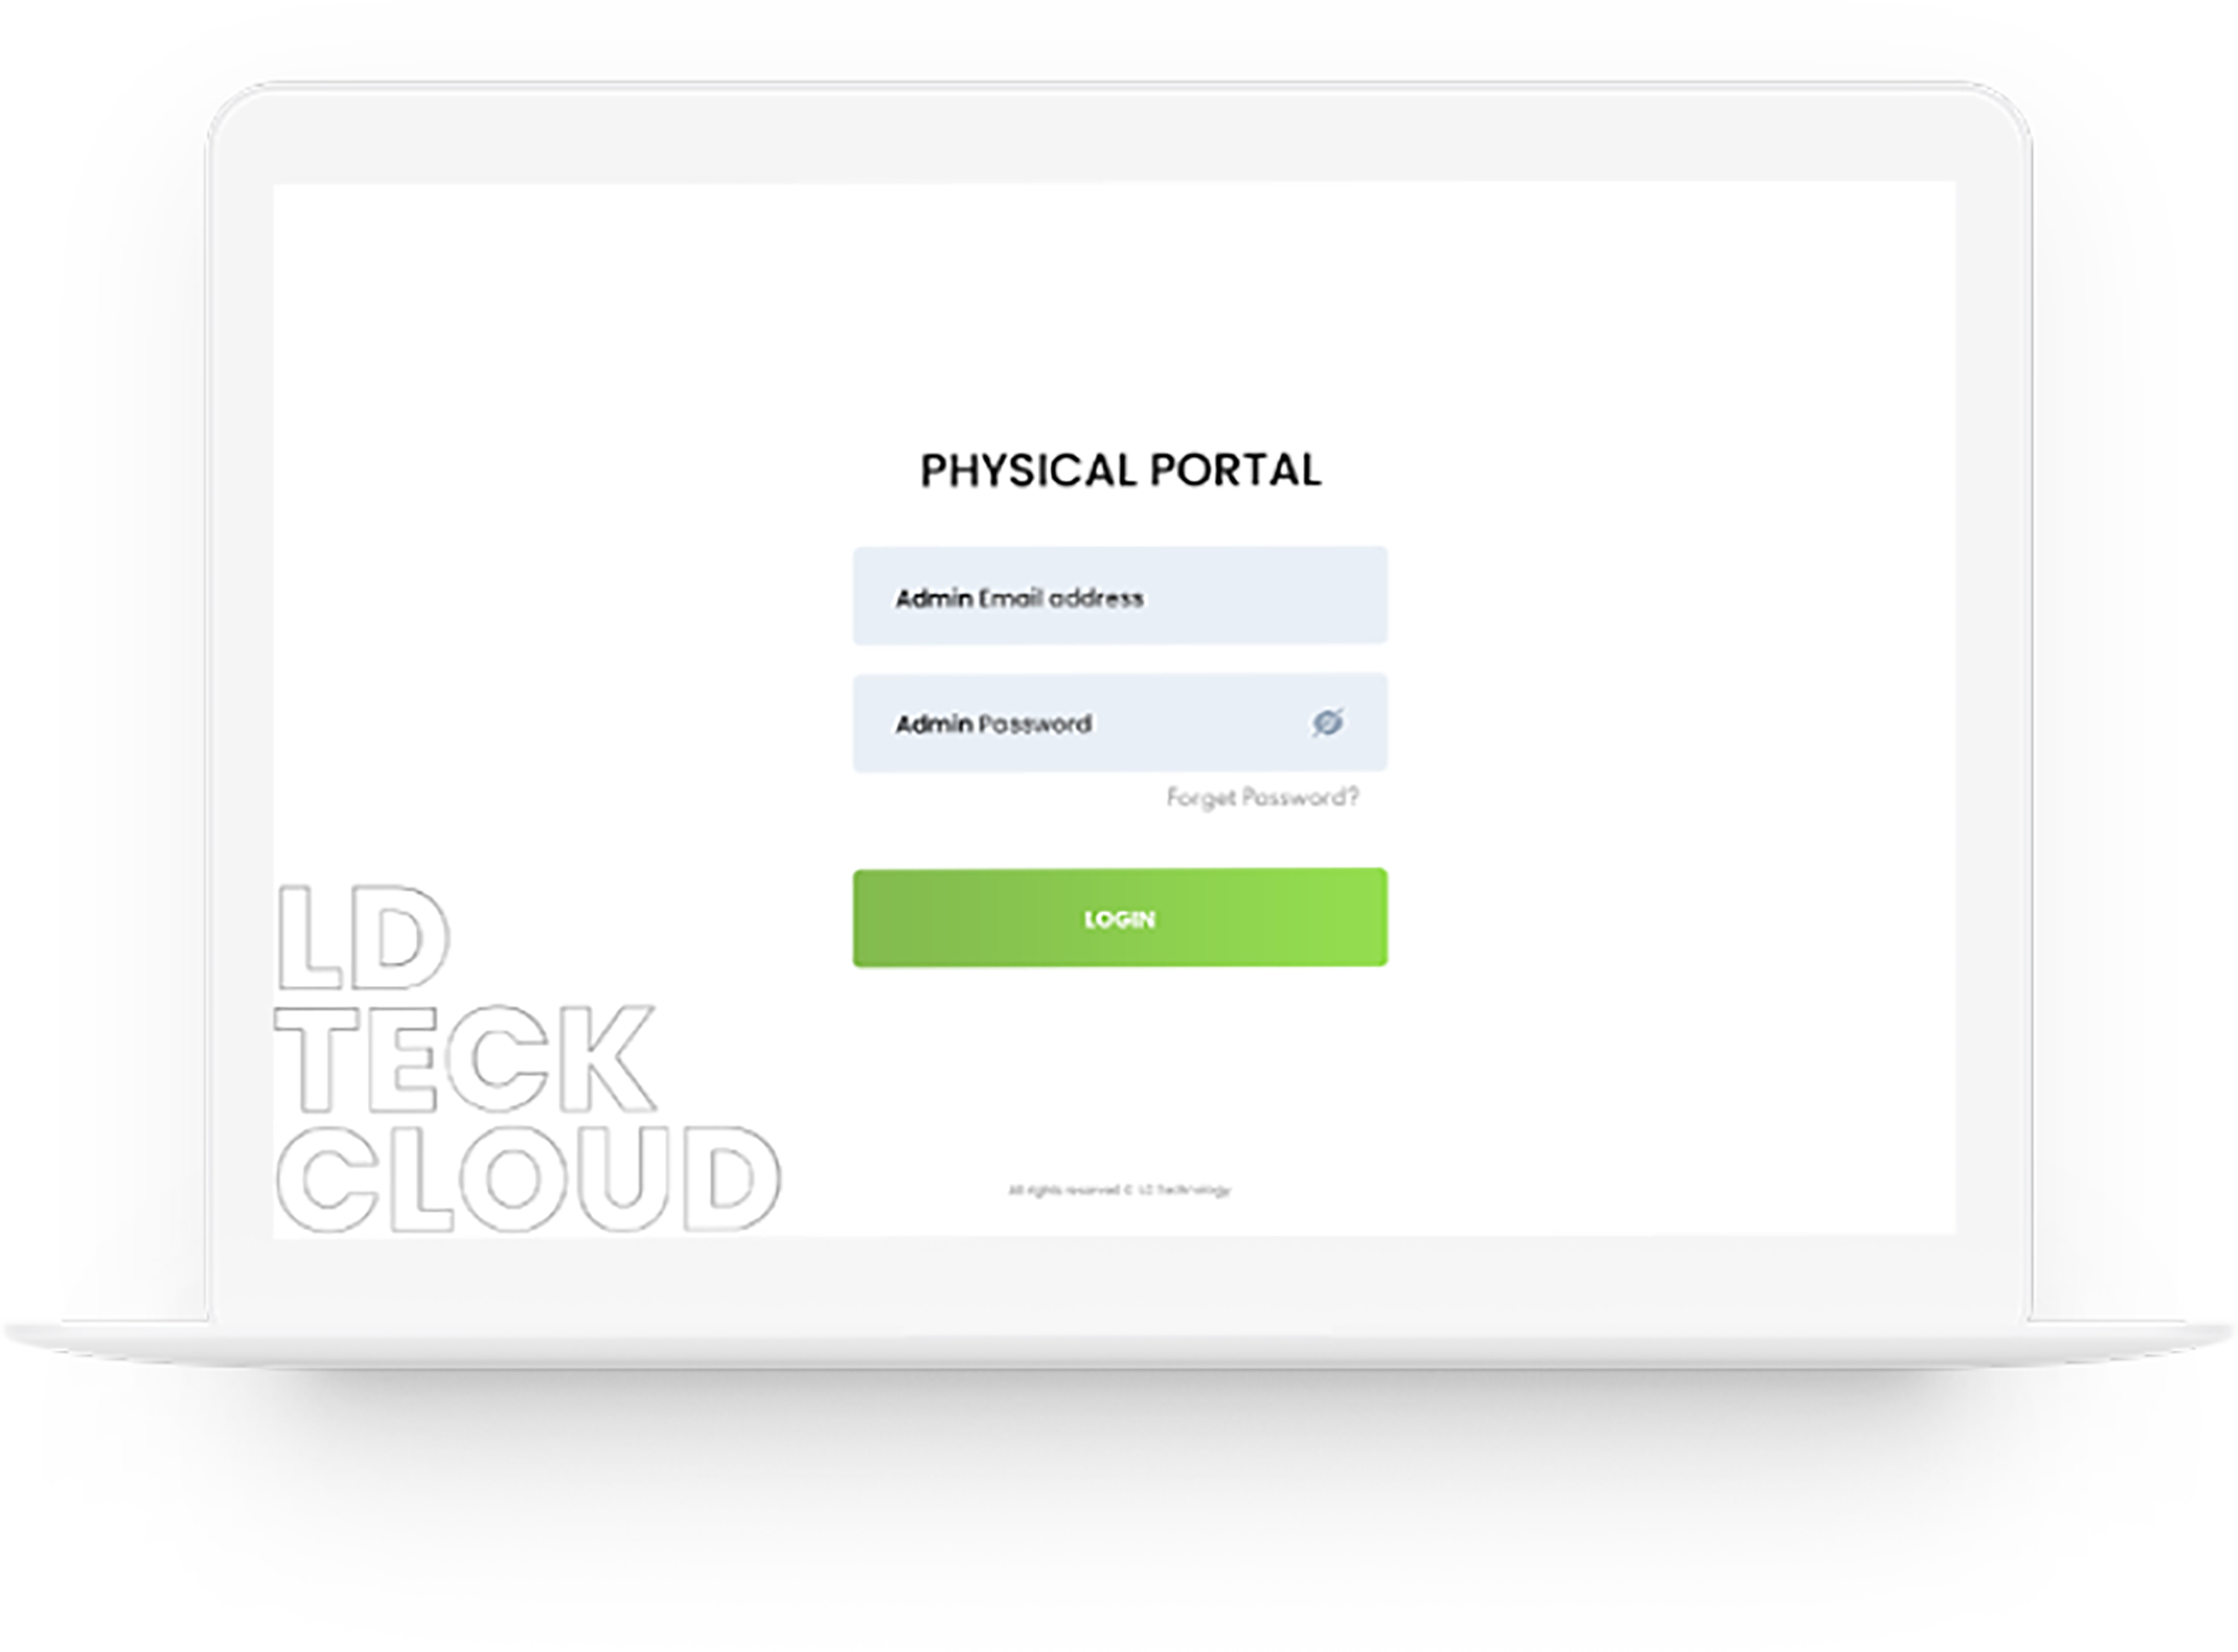 PHYSICAL PORTAL
Admin Email address
Admin Password
Forget Password?
LOGIN
LD
TECK
CLOUD
All rights reserved © LD Technology